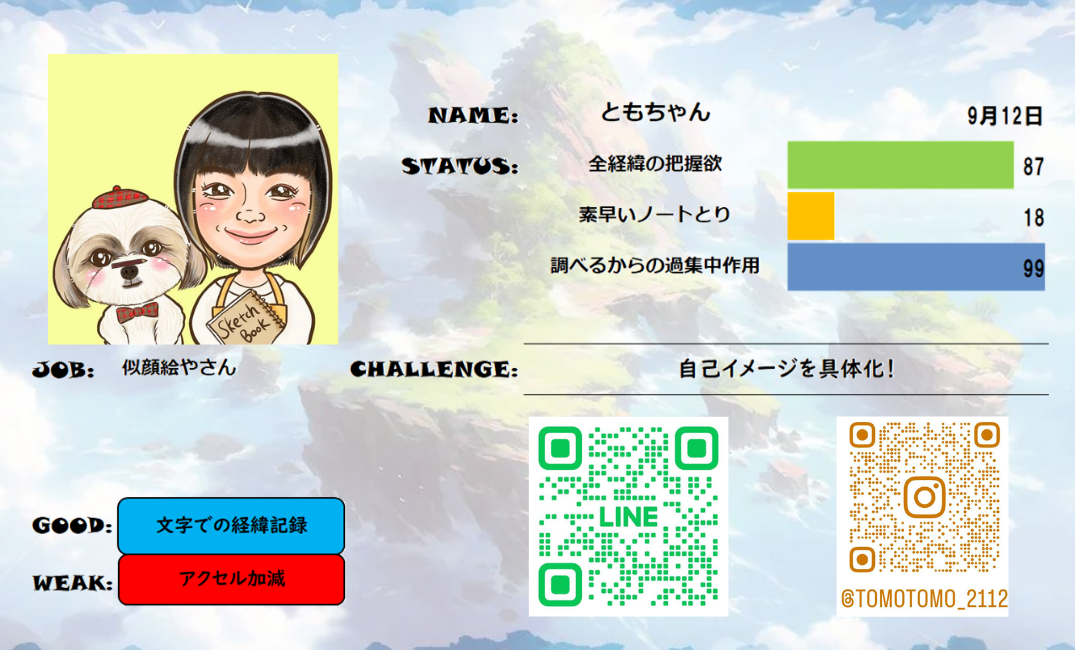 NAME: ともちゃん 9月12日
STATUS: 全経緯の把握欲 87
素早いノートとり 18
調べるからの過集中作用 99
Sketch
Book
JOB: 似顔絵やさん
CHALLENGE: 自己イメージを具体化!
GOOD: 文字での経緯記録
WEAK: アクセル加減
LINE
@TOMOTOMO_2112